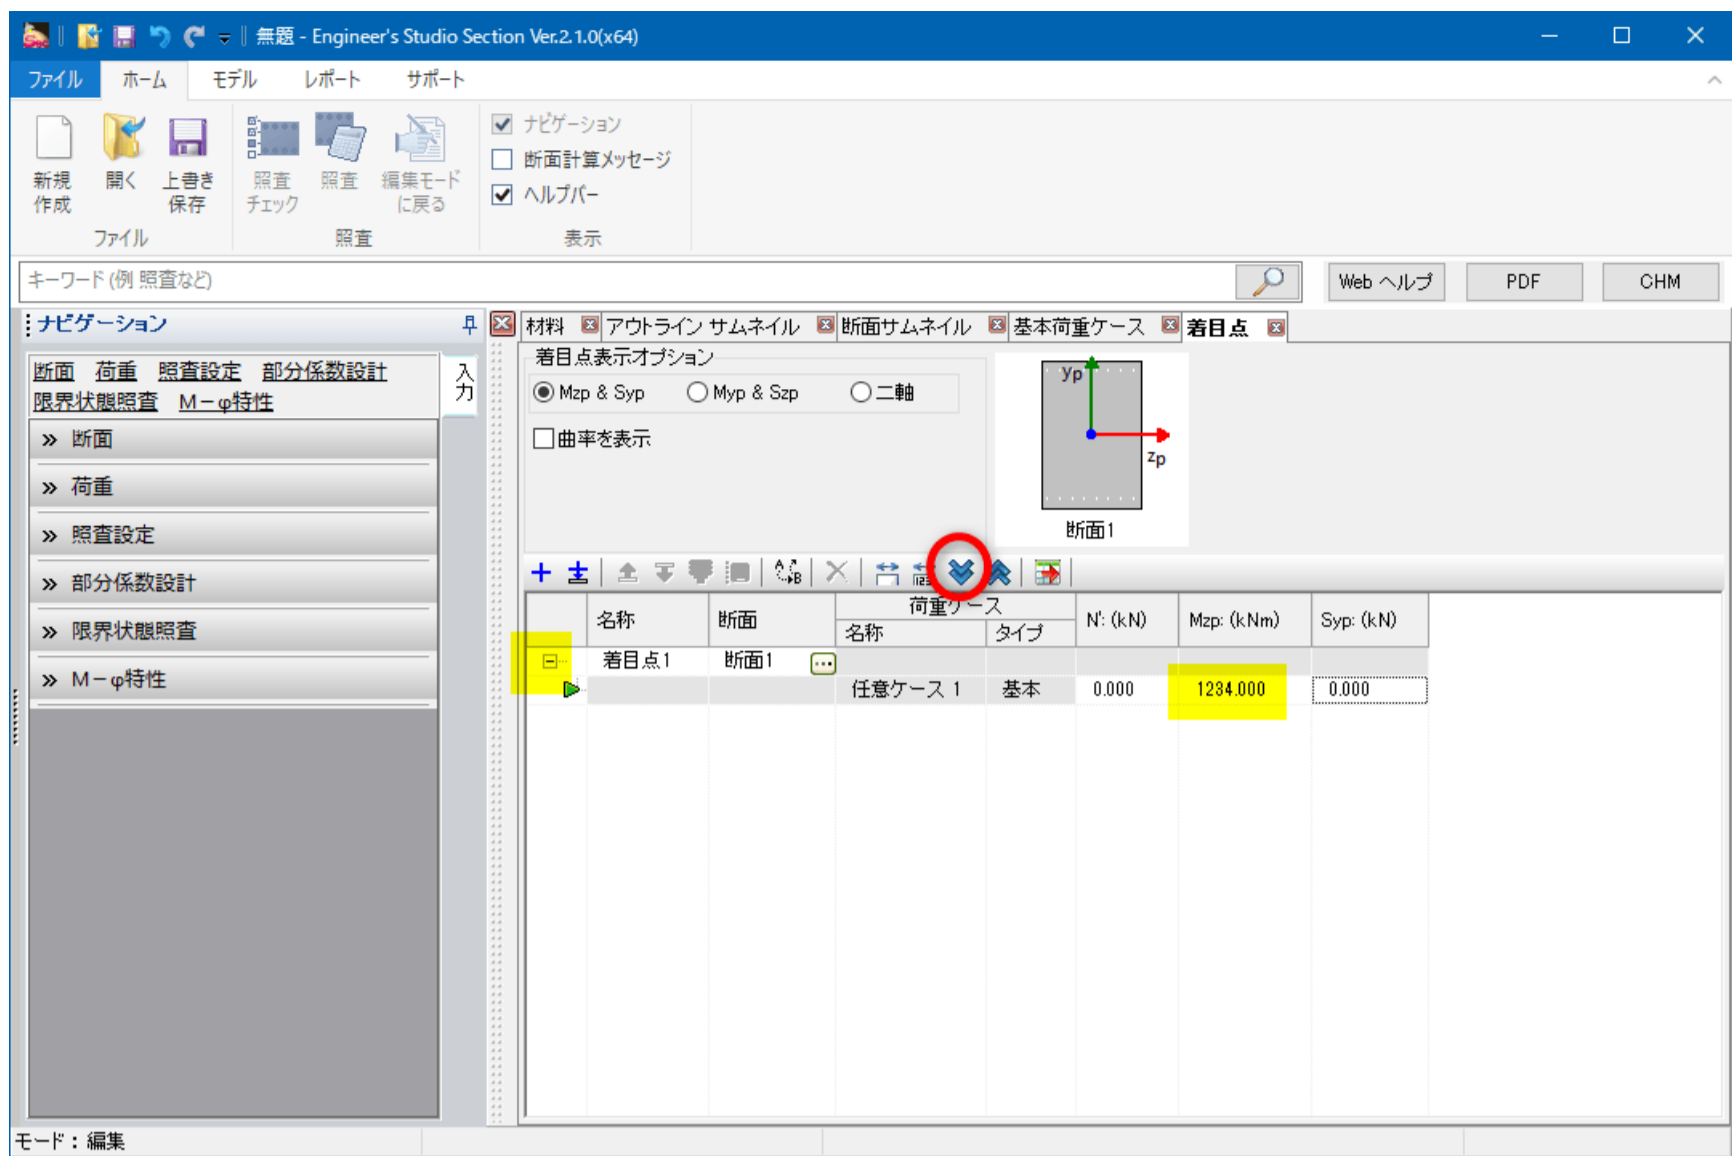 無題 - Engineer's Studio Section Ver.2.1.0(x64)
ファイル ホーム モデル レポート サポート
新規作成
開く
上書き保存
ファイル
照査チェック
照査
編集モードに戻る
照査
ナビゲーション
断面計算メッセージ
ヘルプバー
表示
キーワード (例 照査など)
Web ヘルプ PDF CHM
ナビゲーション
断面 荷重 照査設定 部分係数設計
限界状態照査 M－φ特性
入力
断面
荷重
照査設定
部分係数設計
限界状態照査
M－φ特性
材料 アウトライン サムネイル 断面サムネイル 基本荷重ケース 着目点
着目点表示オプション
Mzp & Syp Myp & Szp 二軸
曲率を表示
yp
zp
断面1
名称 断面 荷重ケース N': (kN) Mzp: (kNm) Syp: (kN)
名称 タイプ
着目点1 断面1 ...
任意ケース 1 基本 0.000 1234.000 0.000
モード：編集